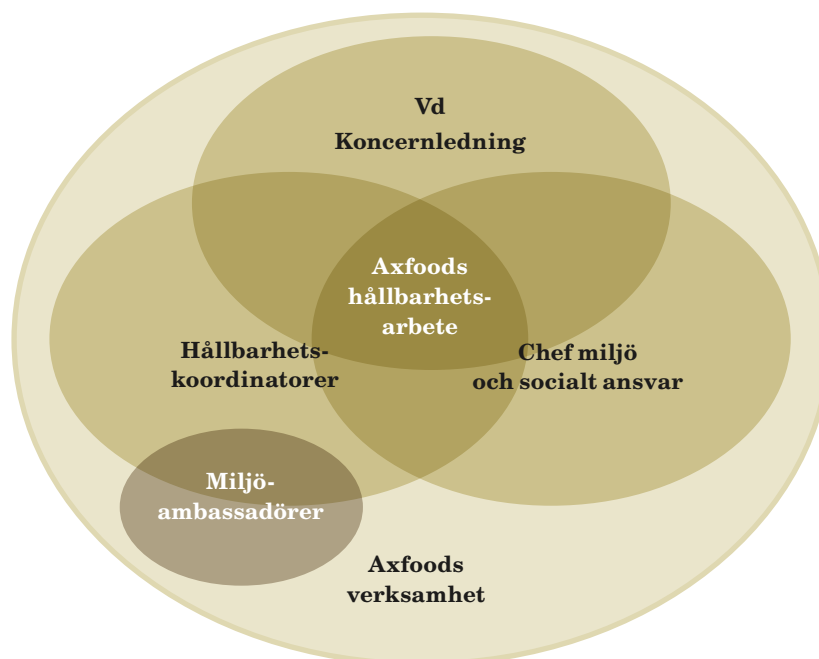 Vd
Koncernledning
Axfoods
hållbarhets-
arbete
Hållbarhets-
koordinatorer
Chef miljö
och socialt ansvar
Miljö-
ambassadörer
Axfoods
verksamhet